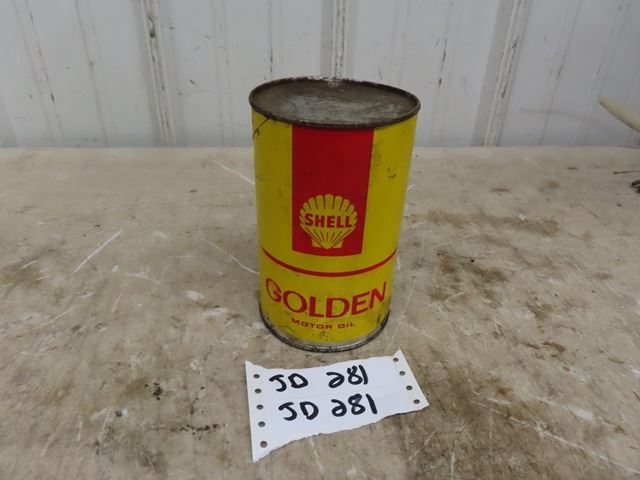 SHELL
GOLDEN
MOTOR OIL
JD 281
JD 281